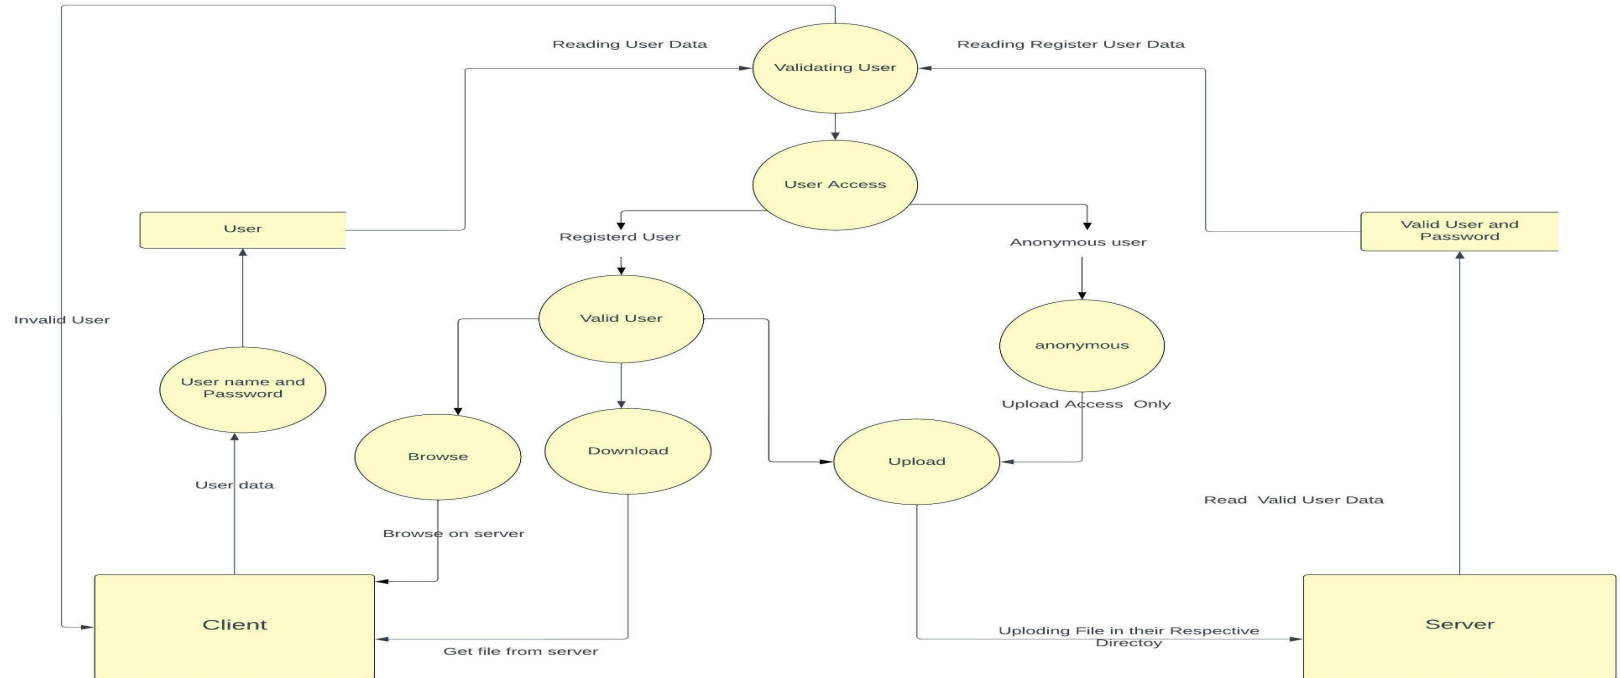 Reading User Data
Reading Register User Data
Validating User
User Access
User
Valid User and
Password
Registerd User
Anonymous user
Invalid User
Valid User
anonymous
User name and
Password
Upload Access  Only
Browse
Download
Upload
User data
Read  Valid User Data
Browse on server
Client
Server
Uploding File in their Respective
Directoy
Get file from server